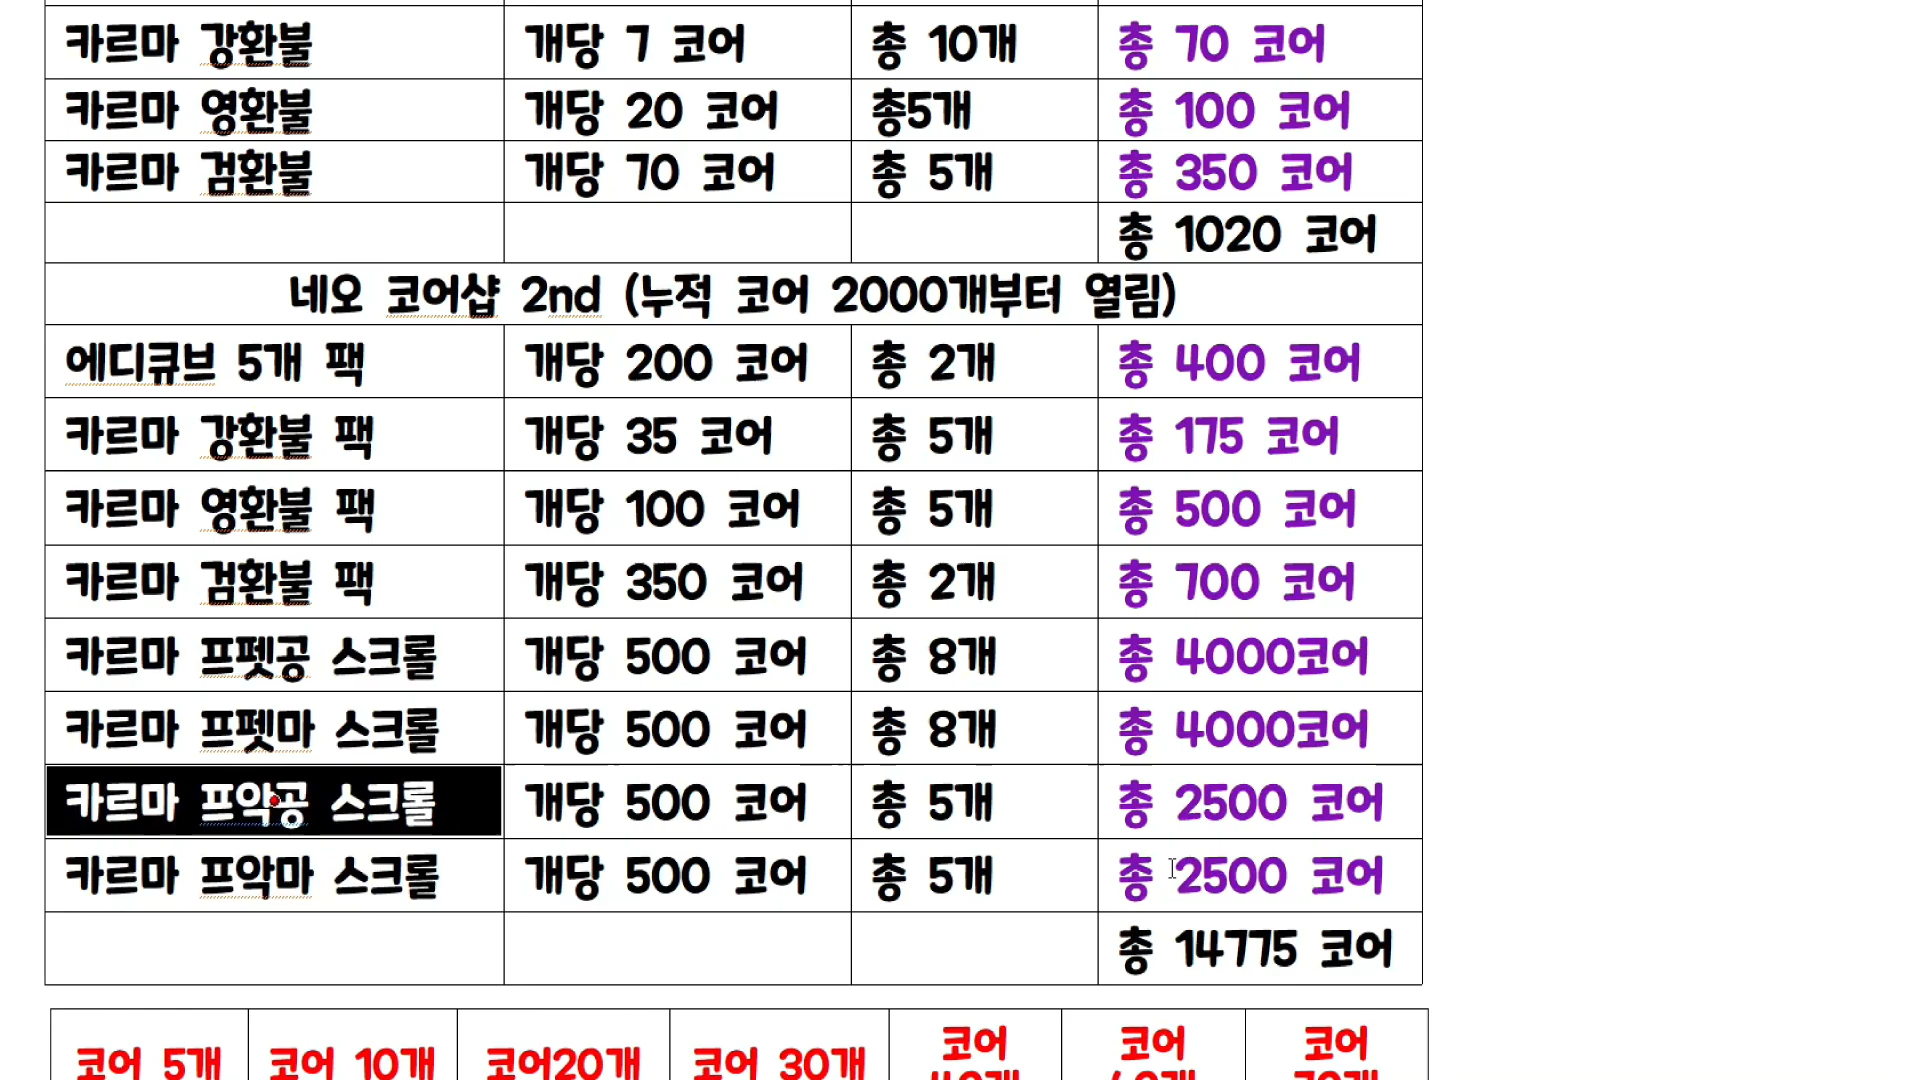 카르마 강환불 개당 7 코어 총 10개 총 70 코어
카르마 영환불 개당 20 코어 총5개 총 100 코어
카르마 검환불 개당 70 코어 총 5개 총 350 코어
총 1020 코어
네오 코어샵 2nd (누적 코어 2000개부터 열림)
에디큐브 5개 팩 개당 200 코어 총 2개 총 400 코어
카르마 강환불 팩 개당 35 코어 총 5개 총 175 코어
카르마 영환불 팩 개당 100 코어 총 5개 총 500 코어
카르마 검환불 팩 개당 350 코어 총 2개 총 700 코어
카르마 프펫공 스크롤 개당 500 코어 총 8개 총 4000코어
카르마 프펫마 스크롤 개당 500 코어 총 8개 총 4000코어
카르마 프악공 스크롤 개당 500 코어 총 5개 총 2500 코어
카르마 프악마 스크롤 개당 500 코어 총 5개 총 2500 코어
총 14775 코어
코어 5개 코어 10개 코어20개 코어 30개 코어 코어 코어